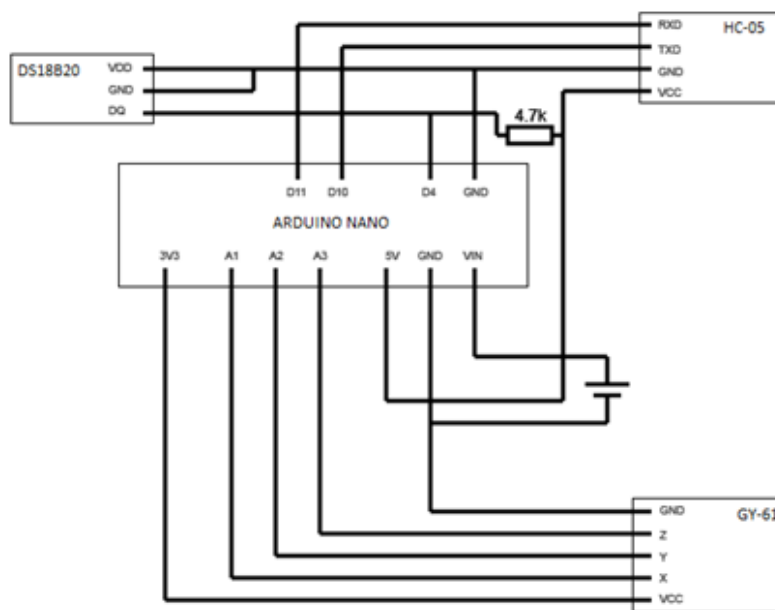 RXD
HC-05
TXD
GND
VCC
DS18B20
VDD
GND
DQ
4.7k
D11
D10
D4
GND
ARDUINO NANO
3V3
A1
A2
A3
5V
GND
VIN
GND
GY-61
Z
Y
X
VCC